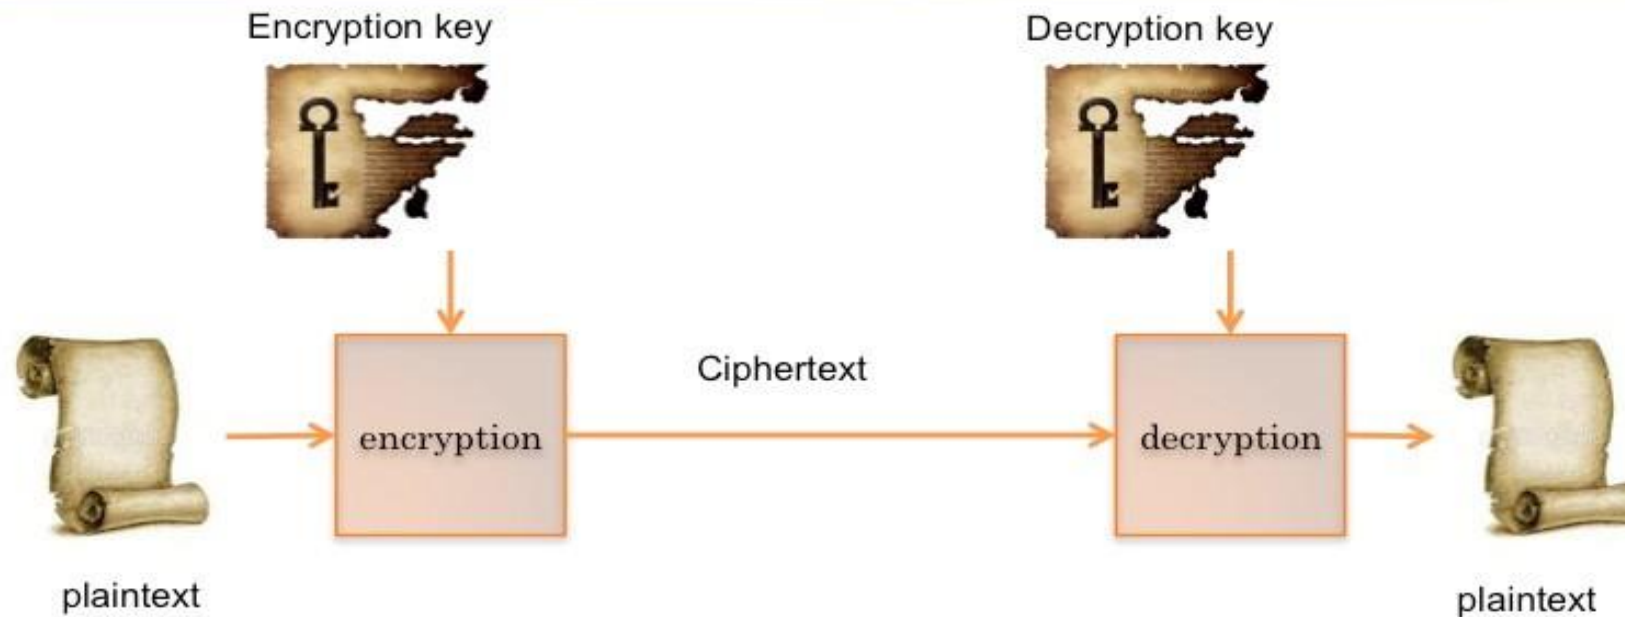 Encryption key
Decryption key
Ciphertext
encryption
decryption
plaintext
plaintext